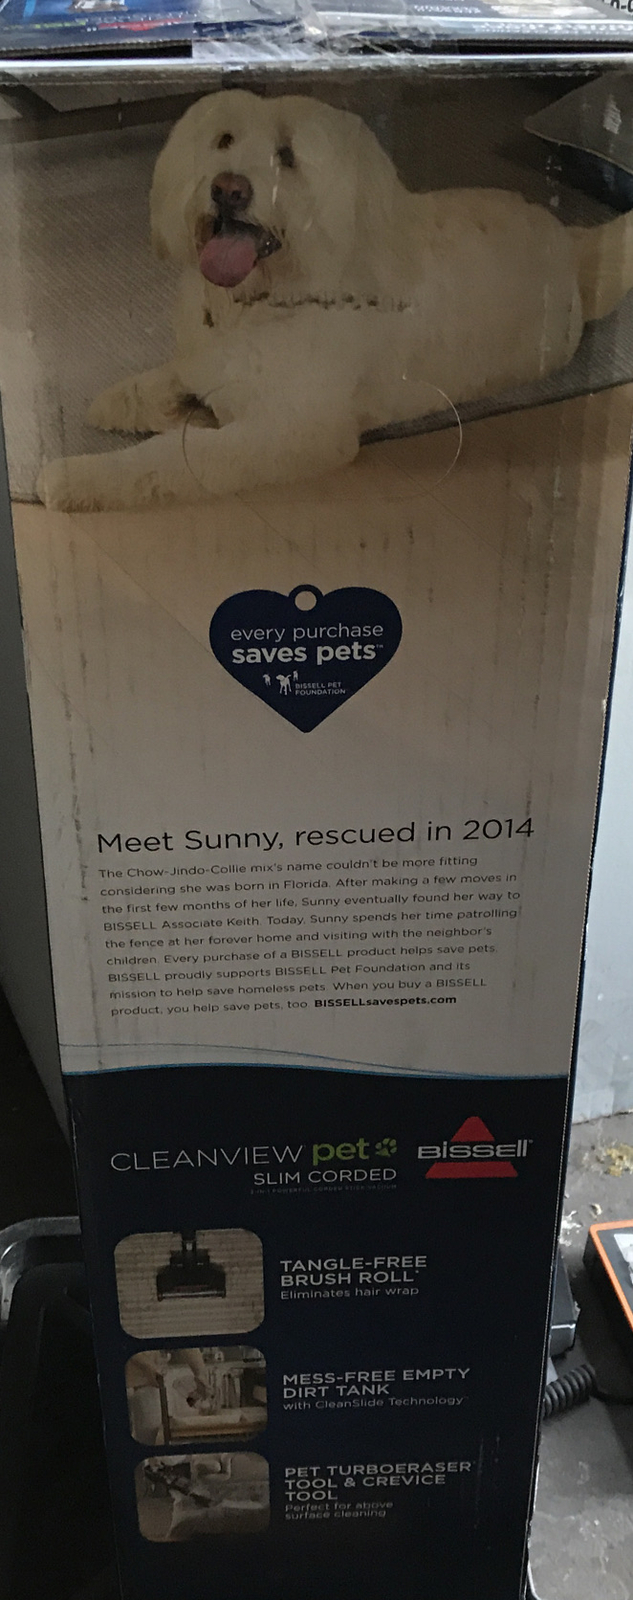 every purchase
saves pets™
BISSELL PET
FOUNDATION
Meet Sunny, rescued in 2014
The Chow-Jindo-Collie mix's name couldn't be more fitting
considering she was born in Florida. After making a few moves in
the first few months of her life, Sunny eventually found her way to
BISSELL Associate Keith. Today, Sunny spends her time patrolling
the fence at her forever home and visiting with the neighbor's
children. Every purchase of a BISSELL product helps save pets.
BISSELL proudly supports BISSELL Pet Foundation and its
mission to help save homeless pets. When you buy a BISSELL
product, you help save pets, too. BISSELLsavespets.com
CLEANVIEW pet BISSELL®
SLIM CORDED
TANGLE-FREE
BRUSH ROLL*
Eliminates hair wrap
MESS-FREE EMPTY
DIRT TANK
with CleanSlide Technology™
PET TURBOERASER®
TOOL & CREVICE
TOOL
Perfect for above
surface cleaning